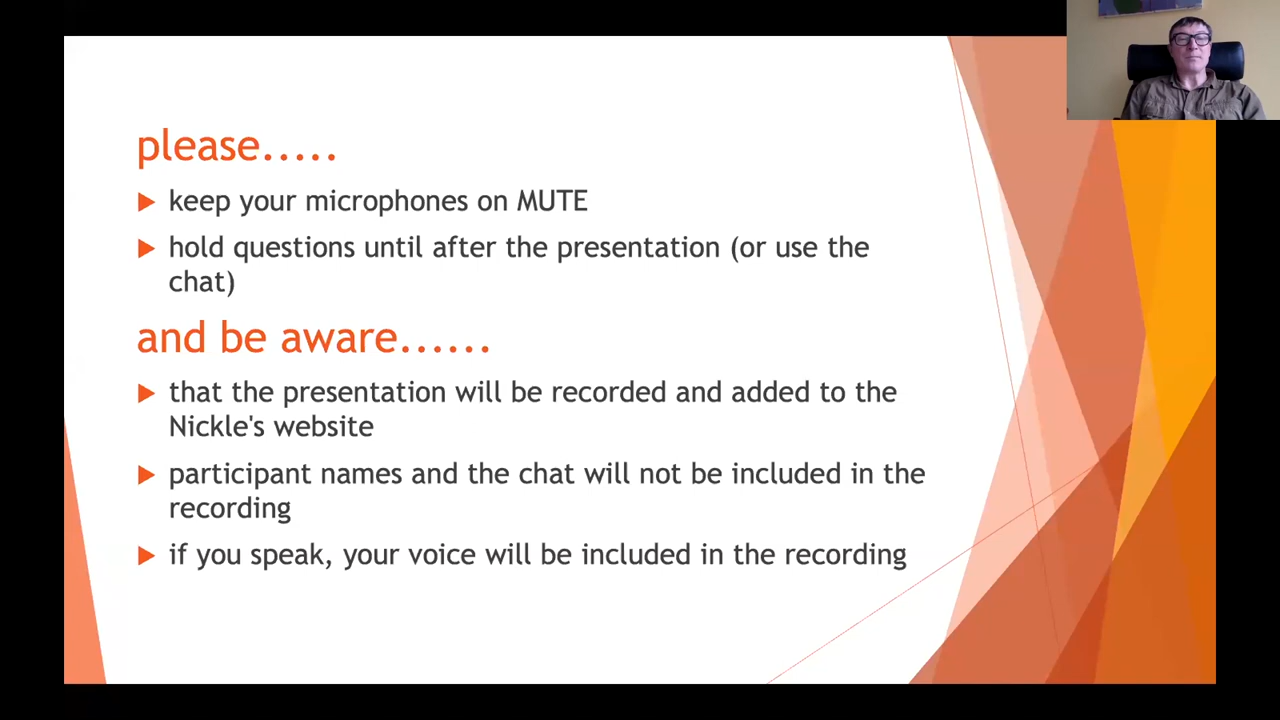 please.....
keep your microphones on MUTE
hold questions until after the presentation (or use the
chat)
and be aware......
that the presentation will be recorded and added to the
Nickle's website
participant names and the chat will not be included in the
recording
if you speak, your voice will be included in the recording